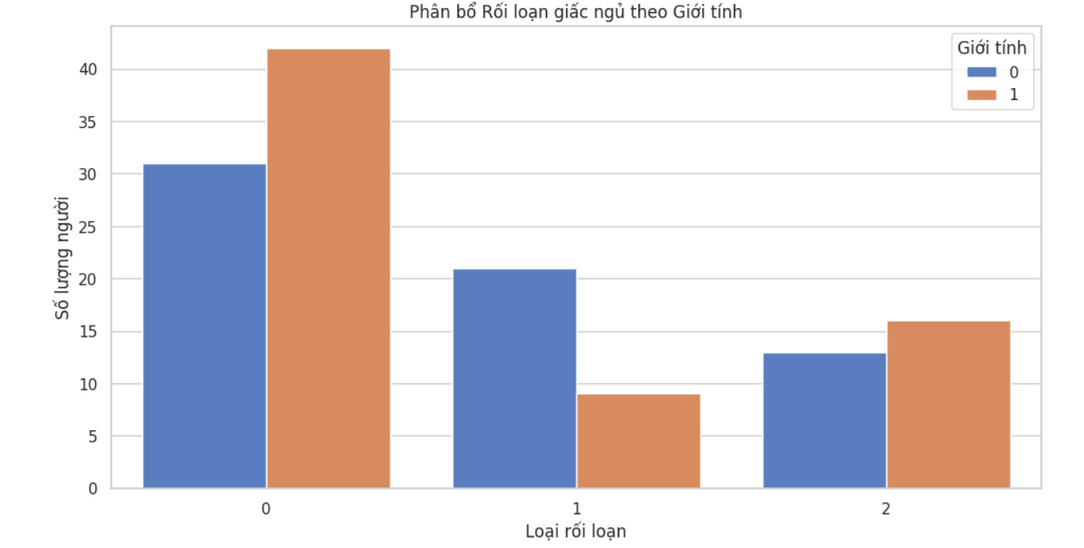 Phân bổ Rối loạn giấc ngủ theo Giới tính
Giới tính
0
1
Số lượng người
40
35
30
25
20
15
10
5
0
0 1 2
Loại rối loạn